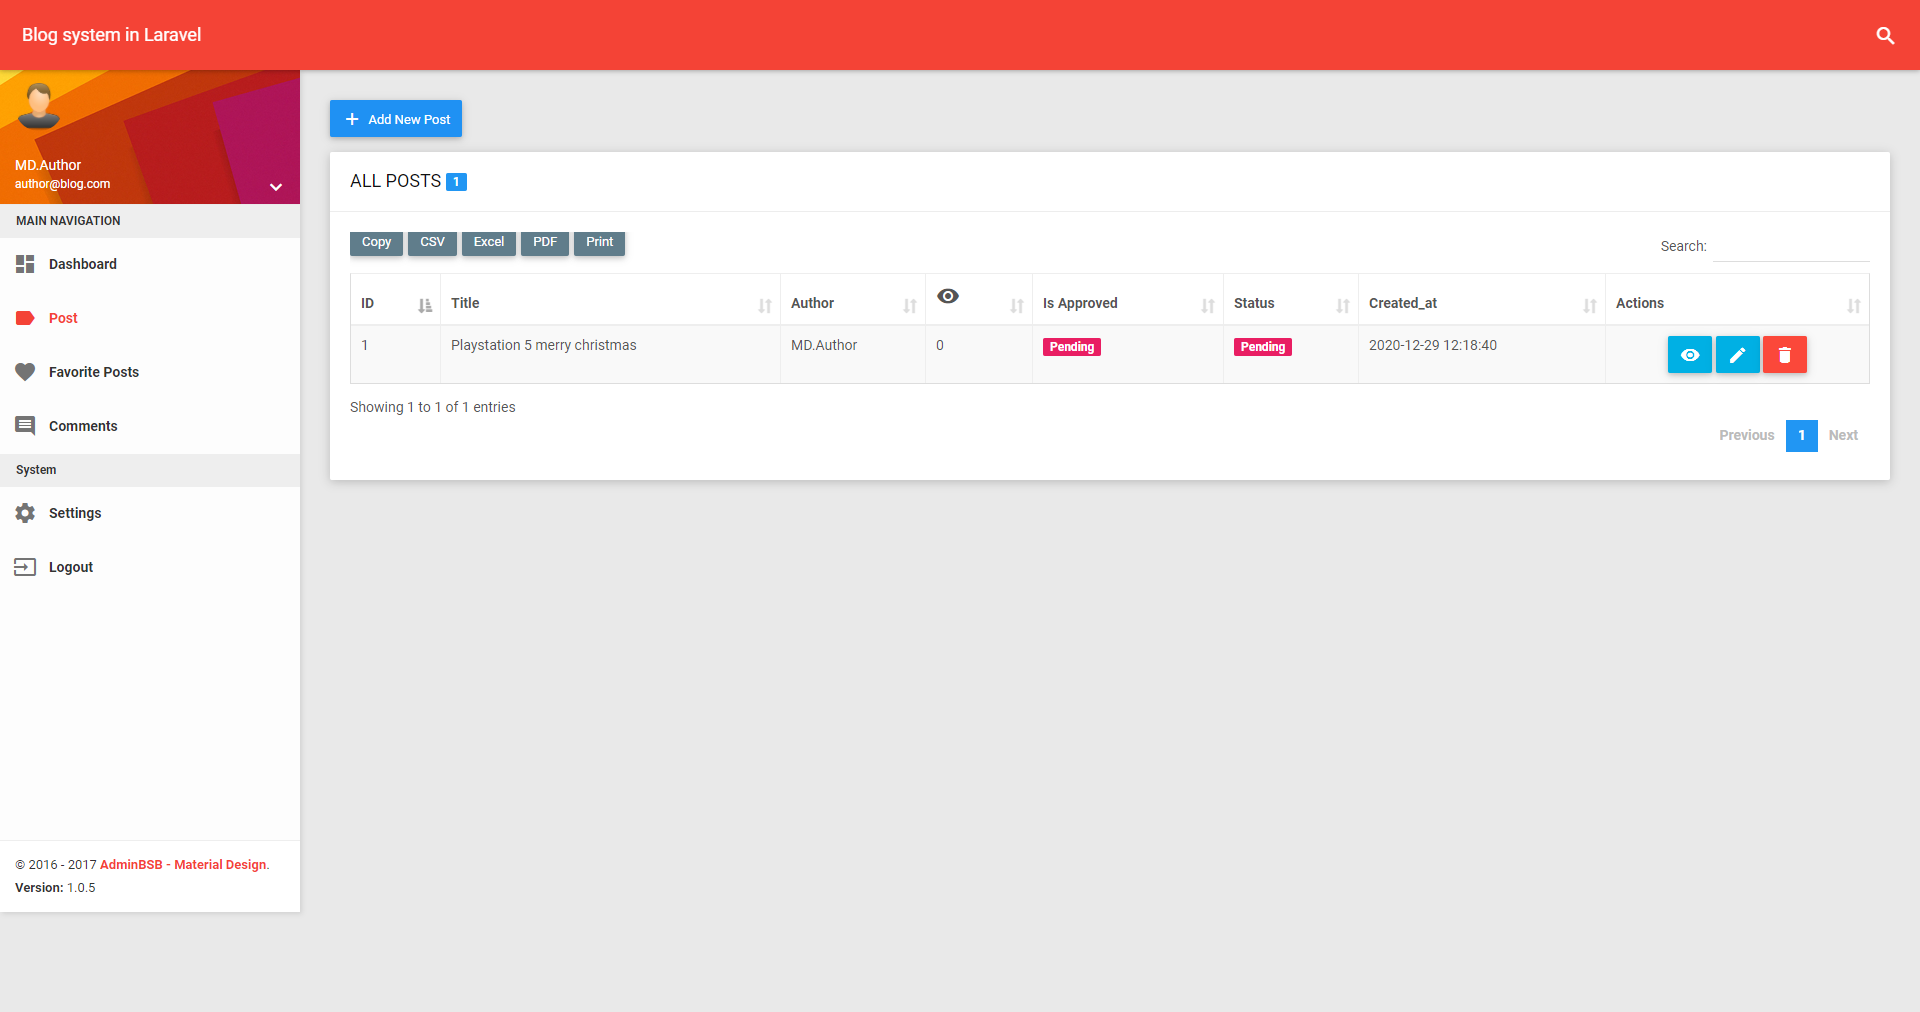 Blog system in Laravel
MD.Author
author@blog.com
MAIN NAVIGATION
Dashboard
Post
Favorite Posts
Comments
System
Settings
Logout
© 2016 - 2017 AdminBSB - Material Design.
Version: 1.0.5
Add New Post
ALL POSTS 1
Copy CSV Excel PDF Print
Search:
ID Title Author Is Approved Status Created_at Actions
1 Playstation 5 merry christmas MD.Author 0 Pending Pending 2020-12-29 12:18:40
Showing 1 to 1 of 1 entries
Previous 1 Next